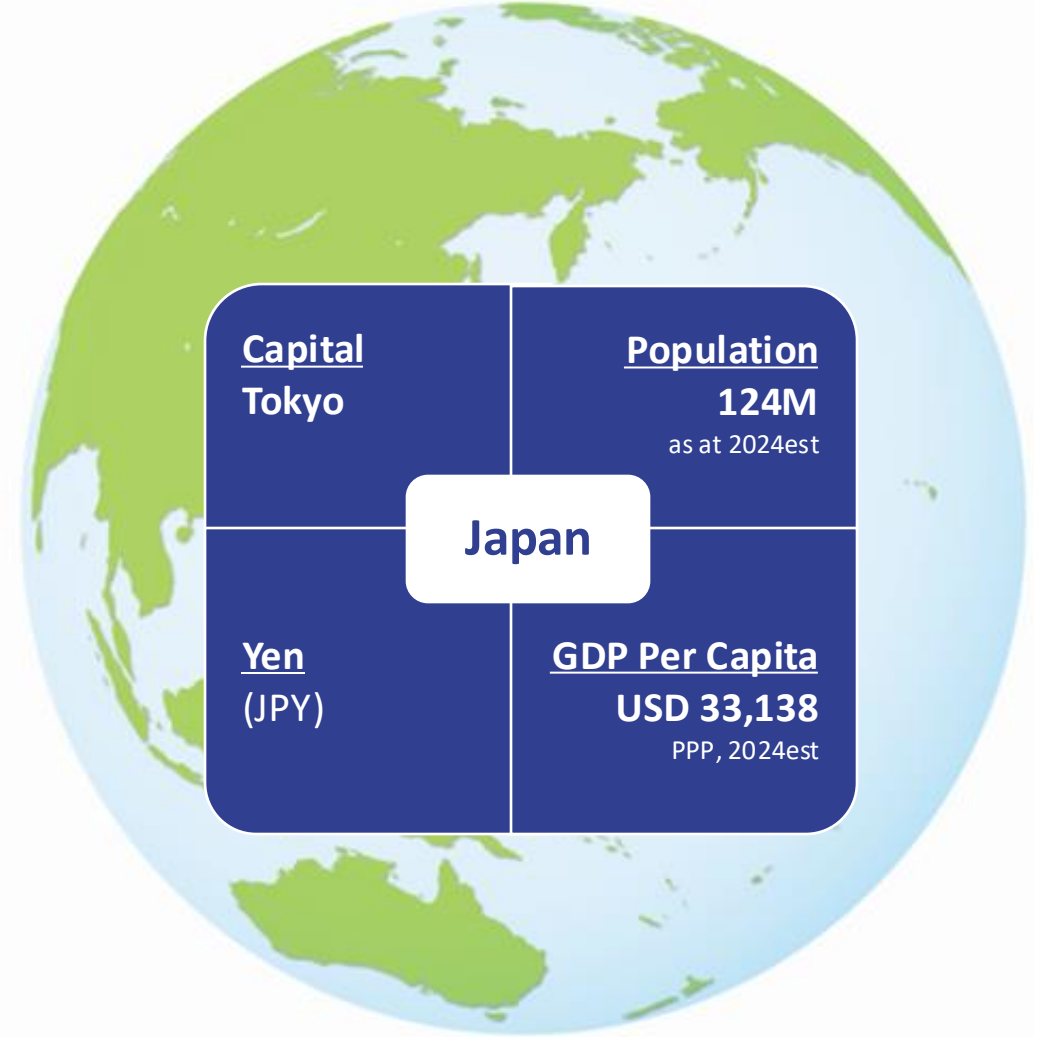 Capital
Tokyo
Population
124M
as at 2024est
Japan
Yen
(JPY)
GDP Per Capita
USD 33,138
PPP, 2024est